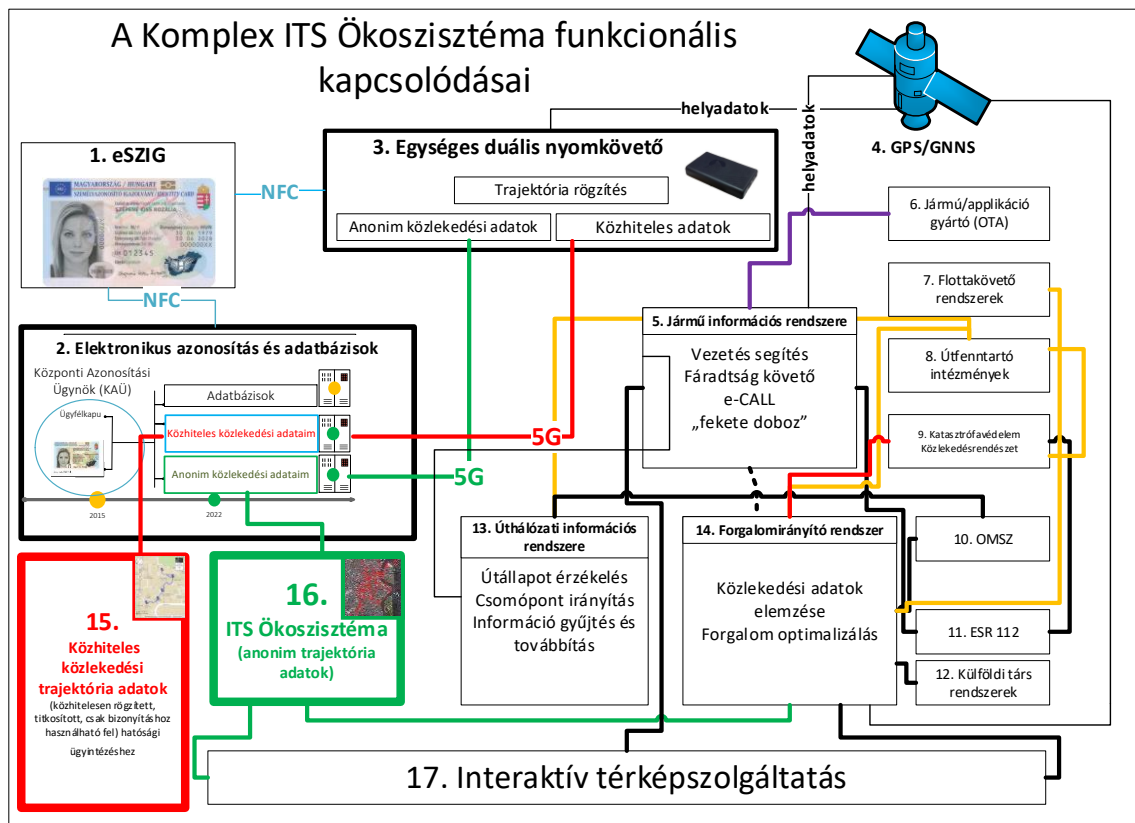 A Komplex ITS Ökoszisztéma funkcionális
kapcsolódásai
helyadatok
helyadatok
4. GPS/GNNS
1. eSZIG
MAGYARORSZÁG / HUNGARY
NFC
NFC
3. Egységes duális nyomkövető
Trajektória rögzítés
Anonim közlekedési adatok
Közhiteles adatok
6. Jármú/applikáció
gyártó (OTA)
7. Flottakövető
rendszerek
8. Útfenntartó
intézmények
9. Katasztrófavédelem
Közlekedésrendészet
10. OMSZ
11. ESR 112
12. Külföldi társ
rendszerek
2. Elektronikus azonosítás és adatbázisok
Központi Azonosítási
Ügynök (KAÜ)
Ügyfélkapu
Adatbázisok
Közhiteles közlekedési adataim
Anonim közlekedési adataim
2015
2022
5G
5G
5. Jármű információs rendszere
Vezetés segítés
Fáradtság követő
e-CALL
„fekete doboz”
13. Úthálózati információs
rendszere
Útállapot érzékelés
Csomópont irányítás
Információ gyűjtés és
továbbítás
14. Forgalomirányító rendszer
Közlekedési adatok
elemzése
Forgalom optimalizálás
15.
Közhiteles
közlekedési
trajektória adatok
(közhitelesen rögzített,
titkosított, csak bizonyításhoz
használható fel) hatósági
ügyintézéshez
16.
ITS Ökoszisztéma
(anonim trajektória
adatok)
17. Interaktív térképszolgáltatás